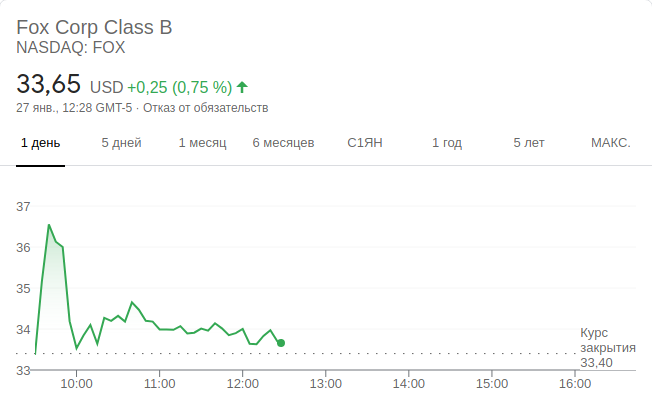 Fox Corp Class B
NASDAQ: FOX
33,65 USD +0,25 (0,75 %)
27 янв., 12:28 GMT-5 · Отказ от обязательств
1 день 5 дней 1 месяц 6 месяцев С1ЯН 1 год 5 лет МАКС.
37
36
35
34
33
Курс
закрытия
33,40
10:00 11:00 12:00 13:00 14:00 15:00 16:00